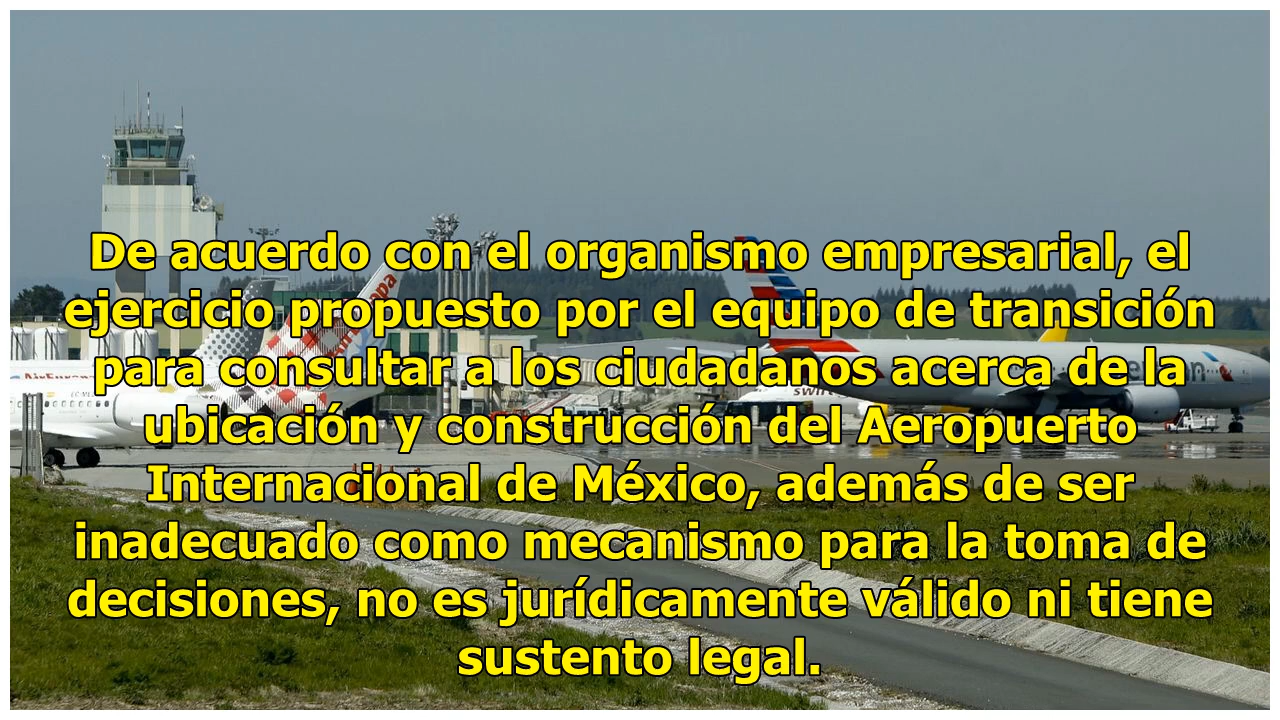 De acuerdo con el organismo empresarial, el
ejercicio propuesto por el equipo de transición
para consultar a los ciudadanos acerca de la
ubicación y construcción del Aeropuerto
Internacional de México, además de ser
inadecuado como mecanismo para la toma de
decisiones, no es jurídicamente válido ni tiene
sustento legal.